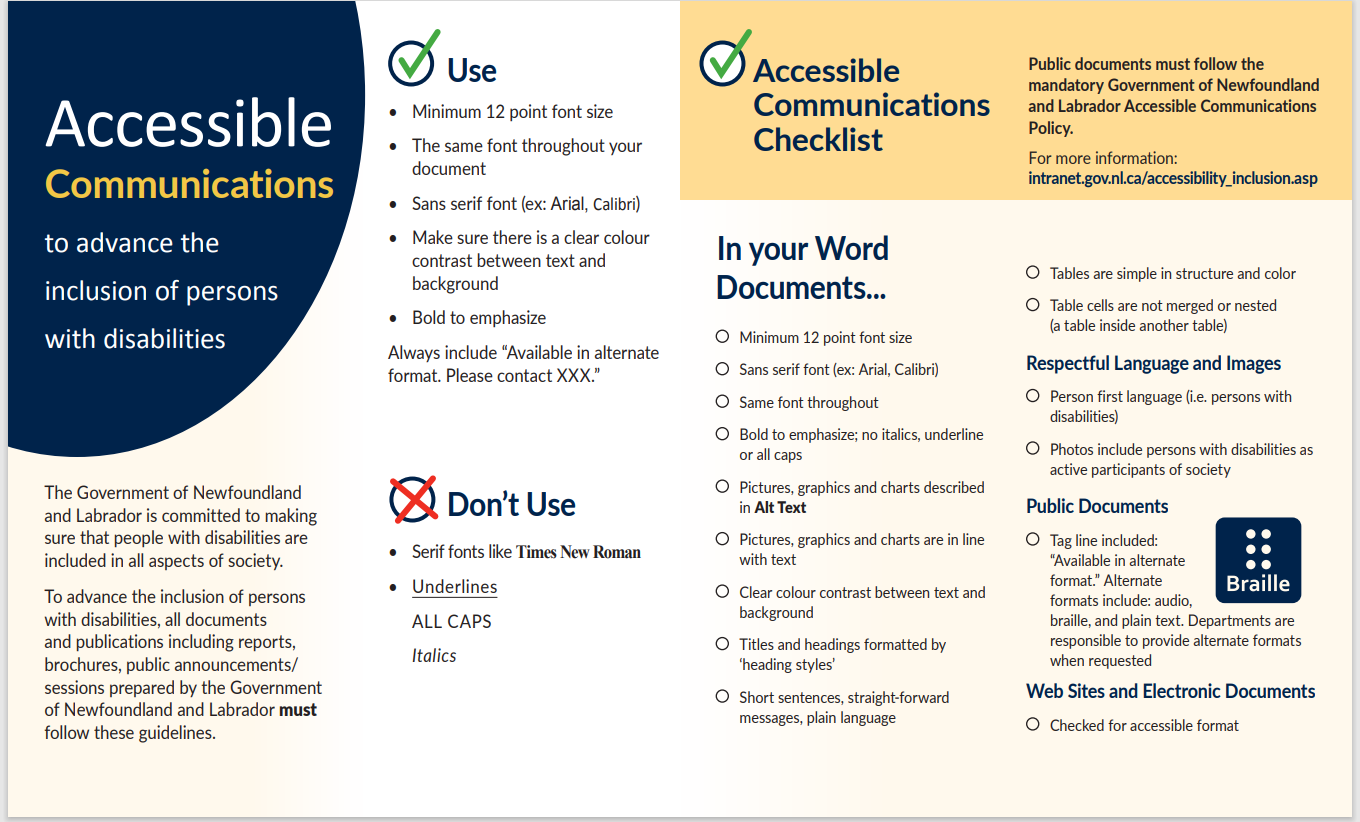 Accessible
Communications
to advance the
inclusion of persons
with disabilities
The Government of Newfoundland
and Labrador is committed to making
sure that people with disabilities are
included in all aspects of society.
To advance the inclusion of persons
with disabilities, all documents
and publications including reports,
brochures, public announcements/
sessions prepared by the Government
of Newfoundland and Labrador must
follow these guidelines.
Use
• Minimum 12 point font size
• The same font throughout your
document
• Sans serif font (ex: Arial, Calibri)
• Make sure there is a clear colour
contrast between text and
background
• Bold to emphasize
Always include “Available in alternate
format. Please contact XXX.”
Don’t Use
• Serif fonts like Times New Roman
• Underlines
ALL CAPS
Italics
Accessible
Communications
Checklist
Public documents must follow the
mandatory Government of Newfoundland
and Labrador Accessible Communications
Policy.
For more information:
intranet.gov.nl.ca/accessibility_inclusion.asp
In your Word
Documents...
Minimum 12 point font size
Sans serif font (ex: Arial, Calibri)
Same font throughout
Bold to emphasize; no italics, underline
or all caps
Pictures, graphics and charts described
in Alt Text
Pictures, graphics and charts are in line
with text
Clear colour contrast between text and
background
Titles and headings formatted by
‘heading styles’
Short sentences, straight-forward
messages, plain language
Tables are simple in structure and color
Table cells are not merged or nested
(a table inside another table)
Respectful Language and Images
Person first language (i.e. persons with
disabilities)
Photos include persons with disabilities as
active participants of society
Public Documents
Tag line included:
“Available in alternate
format.” Alternate
formats include: audio,
braille, and plain text. Departments are
responsible to provide alternate formats
when requested
Braille
Web Sites and Electronic Documents
Checked for accessible format